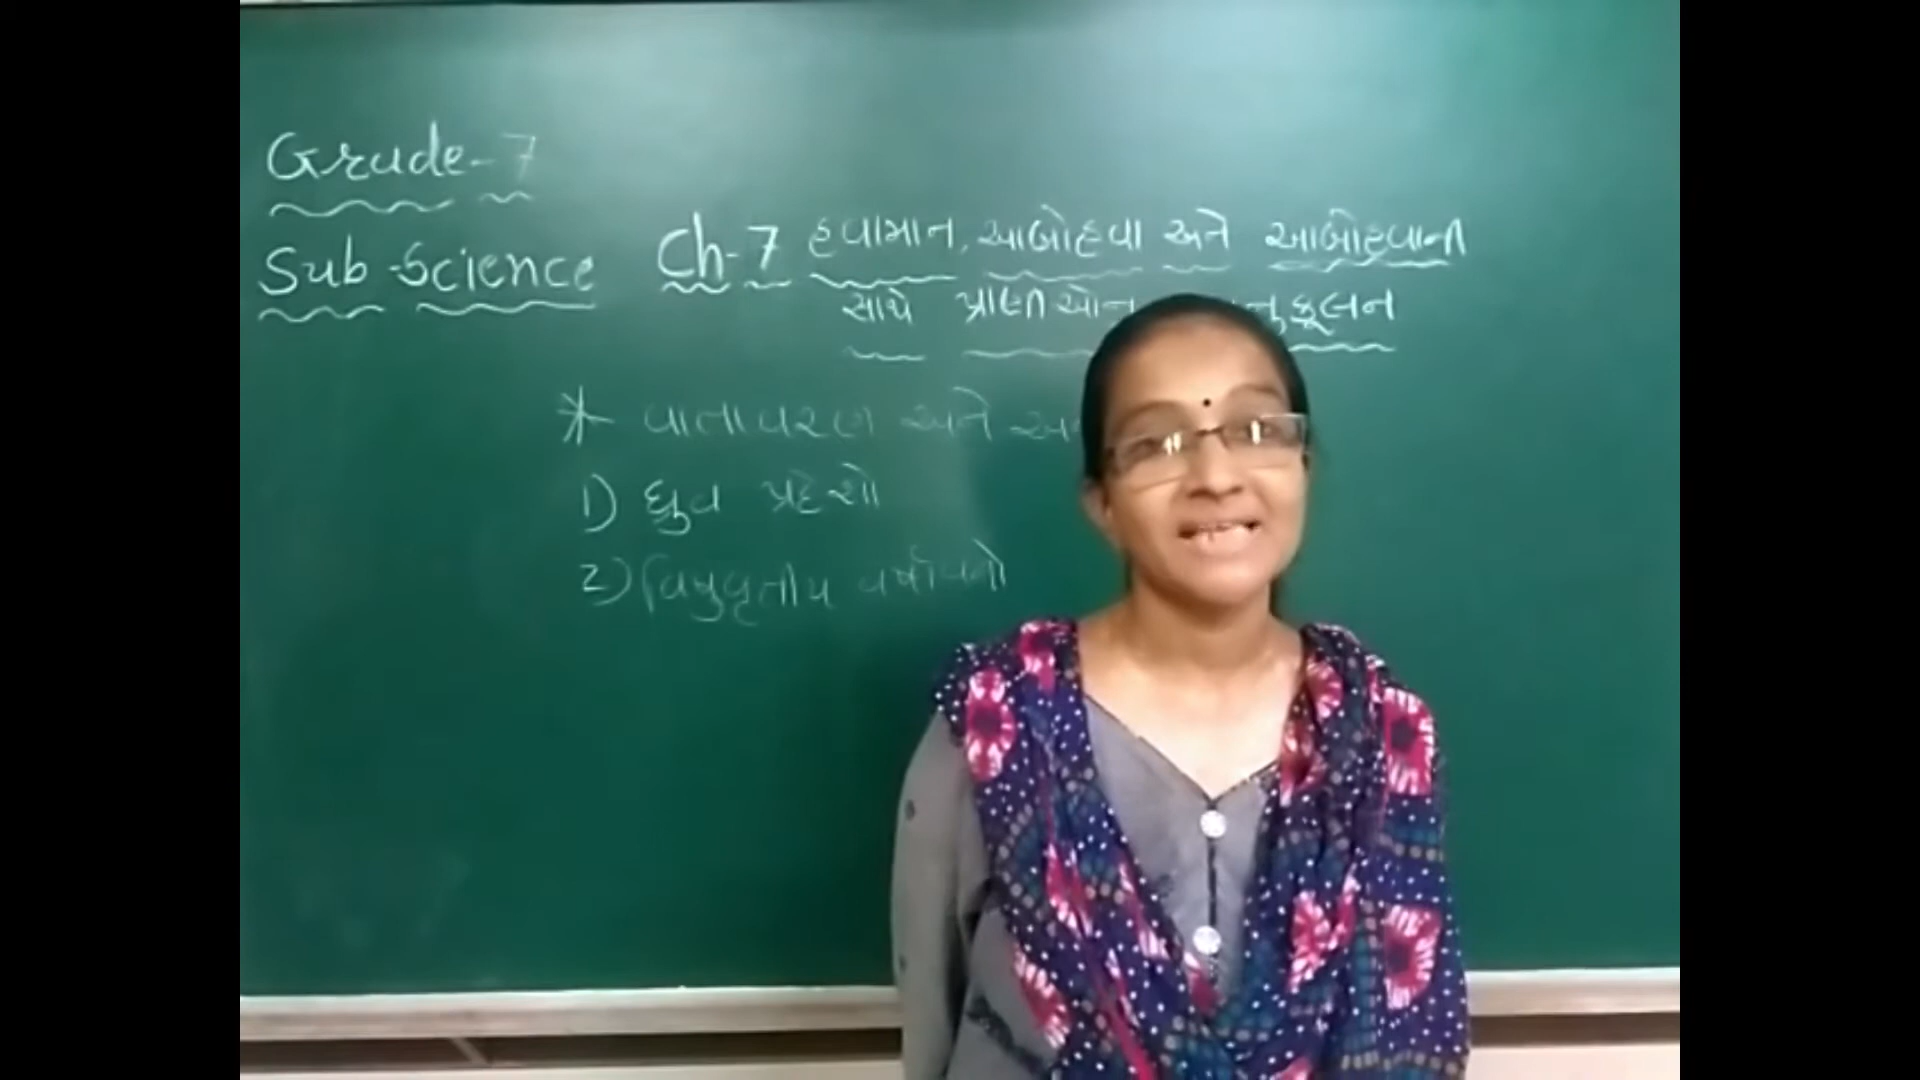 Grade-7
Sub-Science
Ch-7 હવામાન, આબોહવા અને આબોહવાની
સાથે પ્રાણીઓન નુકૂલન
* વાતાવરણ અને
1) ધ્રુવ પ્રદેશો
2) વિષુવૃતીય વર્ષાવનો